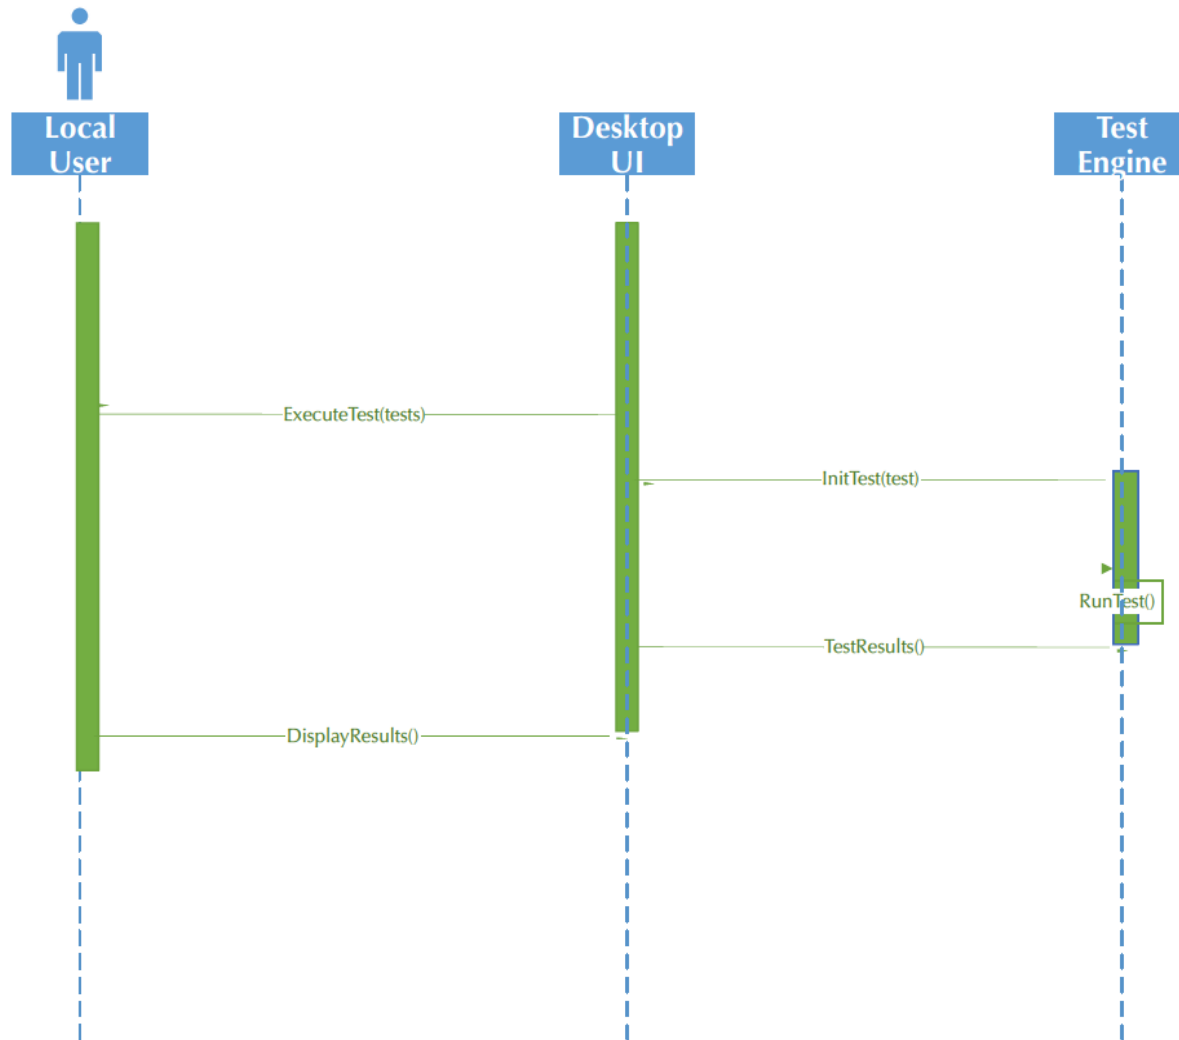 Local
User
Desktop
UI
Test
Engine
ExecuteTest(tests)
InitTest(test)
RunTest()
TestResults()
DisplayResults()